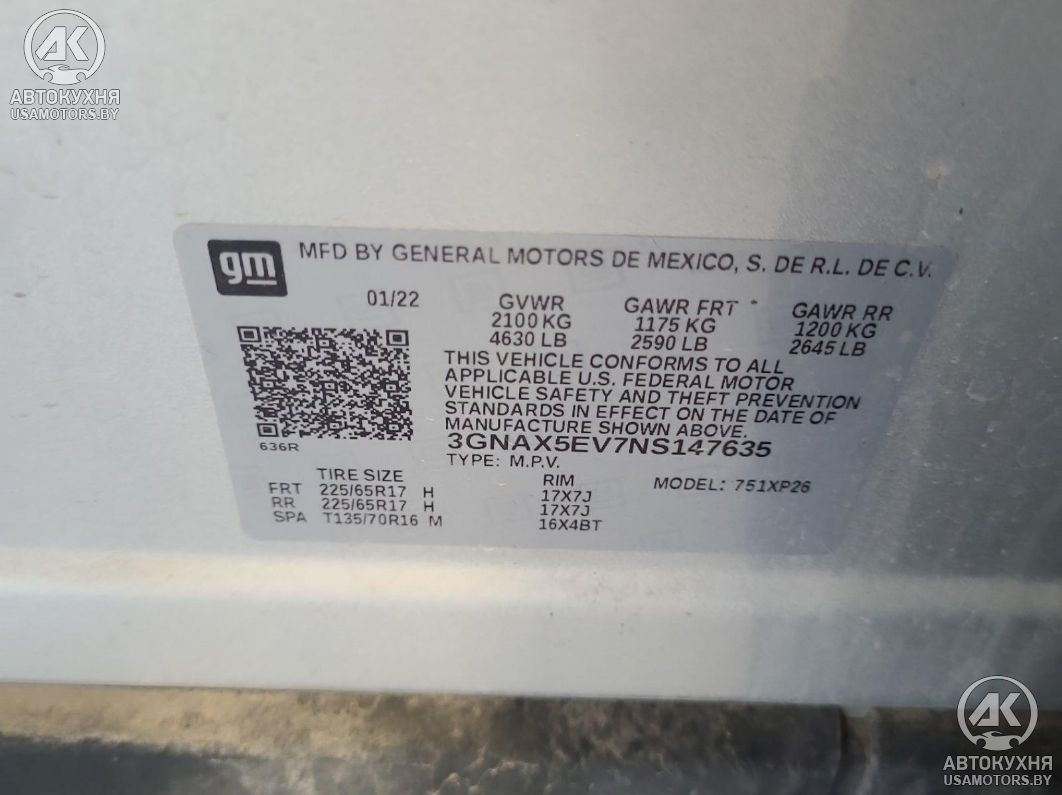 AK
АВТОКУХНЯ
USAMOTORS.BY
gm
MFD BY GENERAL MOTORS DE MEXICO, S. DE R.L. DE C.V.
01/22
GVWR
2100 KG
4630 LB
GAWR FRT
1175 KG
2590 LB
GAWR RR
1200 KG
2645 LB
THIS VEHICLE CONFORMS TO ALL
APPLICABLE U.S. FEDERAL MOTOR
VEHICLE SAFETY AND THEFT PREVENTION
STANDARDS IN EFFECT ON THE DATE OF
MANUFACTURE SHOWN ABOVE.
3GNAX5EV7NS147635
TYPE: M.P.V.
636R
TIRE SIZE RIM MODEL: 751XP26
FRT 225/65R17 H 17X7J
RR 225/65R17 H 17X7J
SPA T135/70R16 M 16X4BT
AK
АВТОКУХНЯ
USAMOTORS.BY